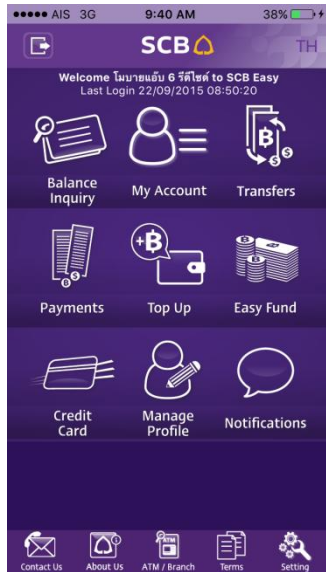 AIS 3G 9:40 AM 38%
SCB TH
Welcome โมบายแอ๊บ 6 รีดีไซด์ to SCB Easy
Last Login 22/09/2015 08:50:20
Balance Inquiry
My Account
Transfers
Payments
+฿
Top Up
Easy Fund
Credit Card
Manage Profile
Notifications
Contact Us
About Us
ATM
ATM / Branch
Terms
Setting